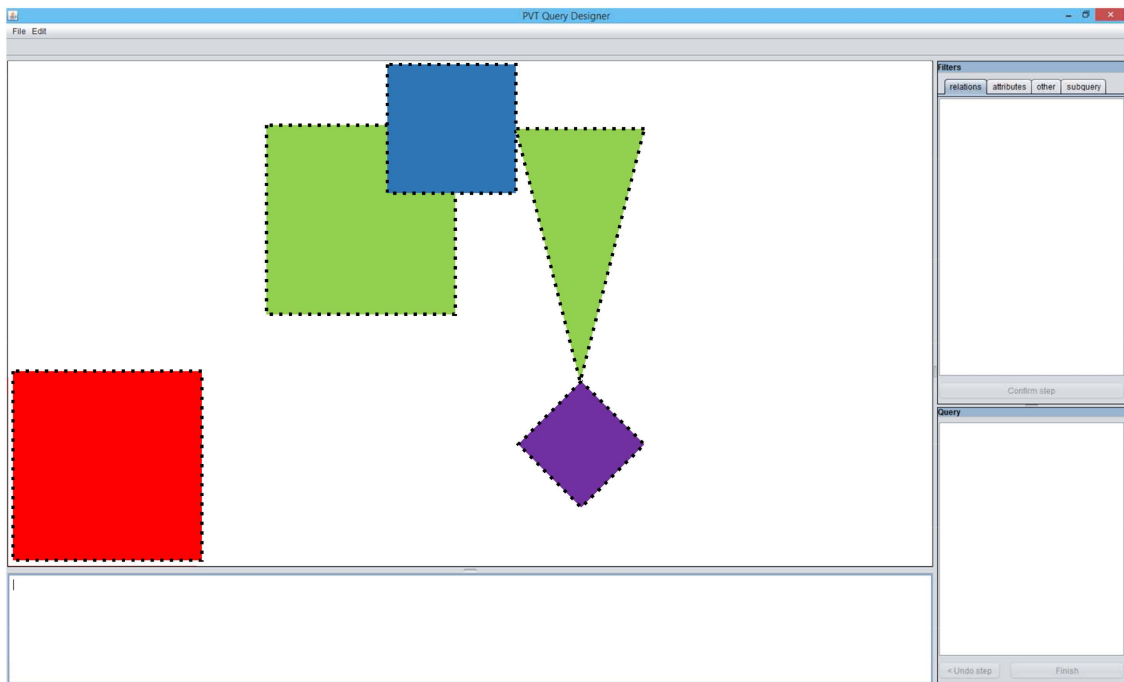 PVT Query Designer
File Edit
Filters
relations attributes other subquery
Confirm step
Query
< Undo step Finish